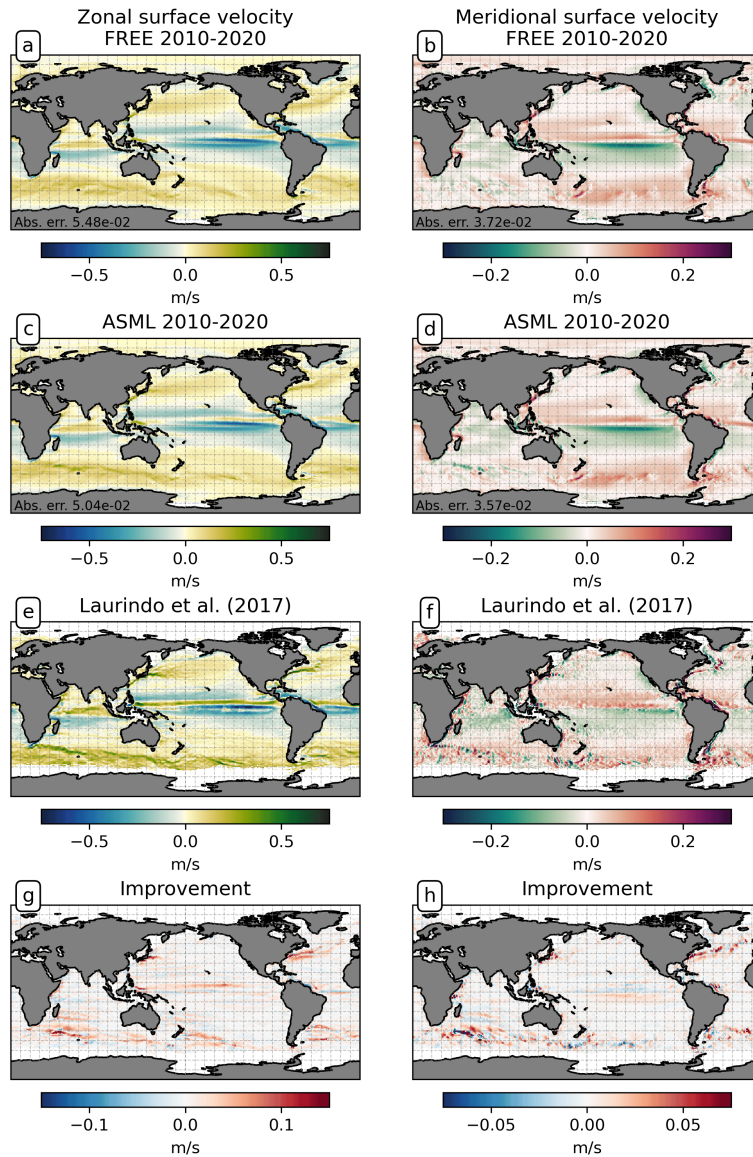 Zonal surface velocity
FREE 2010-2020
Meridional surface velocity
FREE 2010-2020
a
b
Abs. err. 5.48e-02
Abs. err. 3.72e-02
−0.5 0.0 0.5
m/s
−0.2 0.0 0.2
m/s
c
ASML 2010-2020
d
ASML 2010-2020
Abs. err. 5.04e-02
Abs. err. 3.57e-02
−0.5 0.0 0.5
m/s
−0.2 0.0 0.2
m/s
e
Laurindo et al. (2017)
f
Laurindo et al. (2017)
−0.5 0.0 0.5
m/s
−0.2 0.0 0.2
m/s
g
Improvement
h
Improvement
−0.1 0.0 0.1
m/s
−0.05 0.00 0.05
m/s